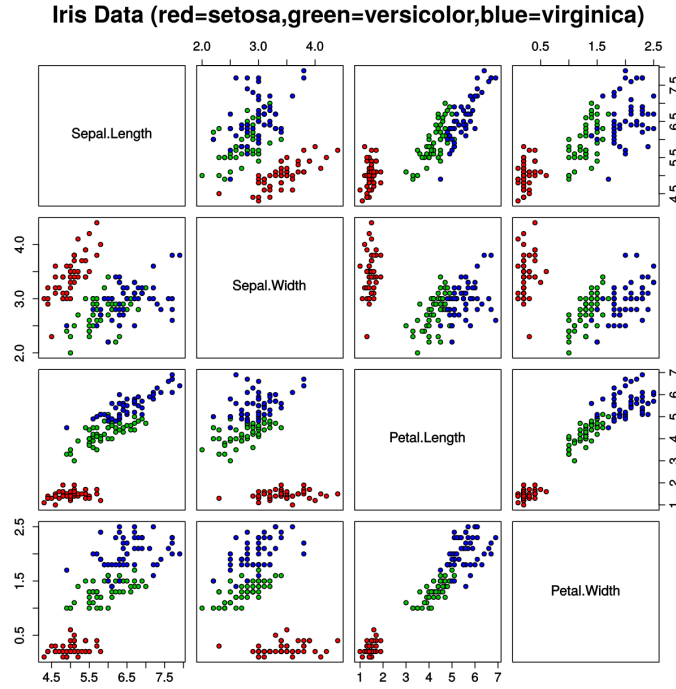 Iris Data (red=setosa,green=versicolor,blue=virginica)
2.0 3.0 4.0
0.5 1.5 2.5
Sepal.Length
4.5 5.5 6.5 7.5
2.0 3.0 4.0
Sepal.Width
Petal.Length
1 2 3 4 5 6 7
0.5 1.5 2.5
Petal.Width
4.5 5.5 6.5 7.5
1 2 3 4 5 6 7